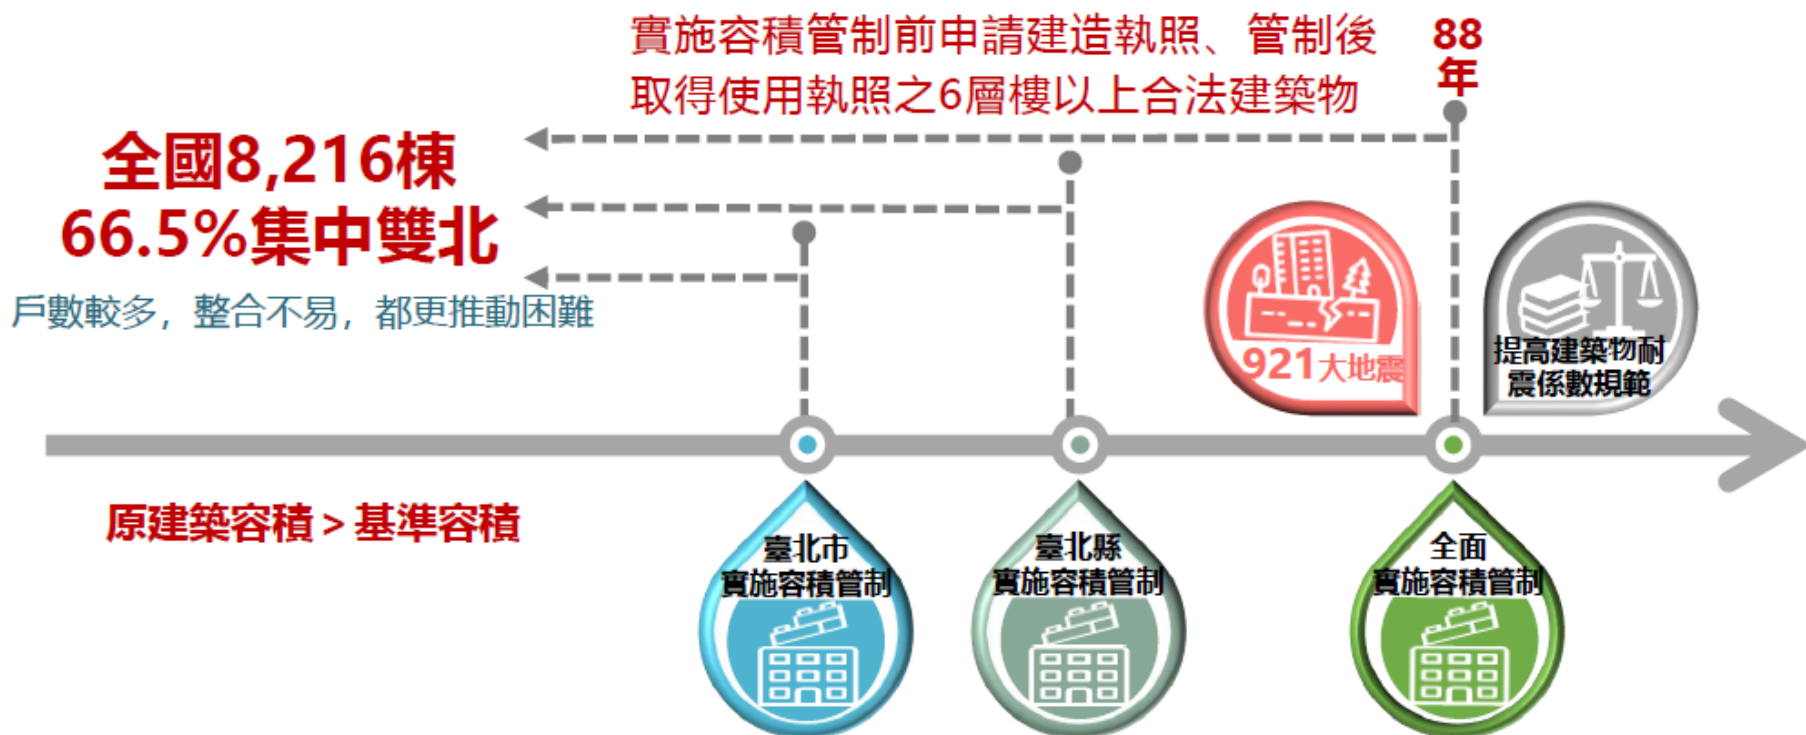 實施容積管制前申請建造執照、管制後
取得使用執照之6層樓以上合法建築物
88
年
全國8,216棟
66.5%集中雙北
戶數較多，整合不易，都更推動困難
921大地震
提高建築物耐
震係數規範
原建築容積 > 基準容積
臺北市
實施容積管制
臺北縣
實施容積管制
全面
實施容積管制